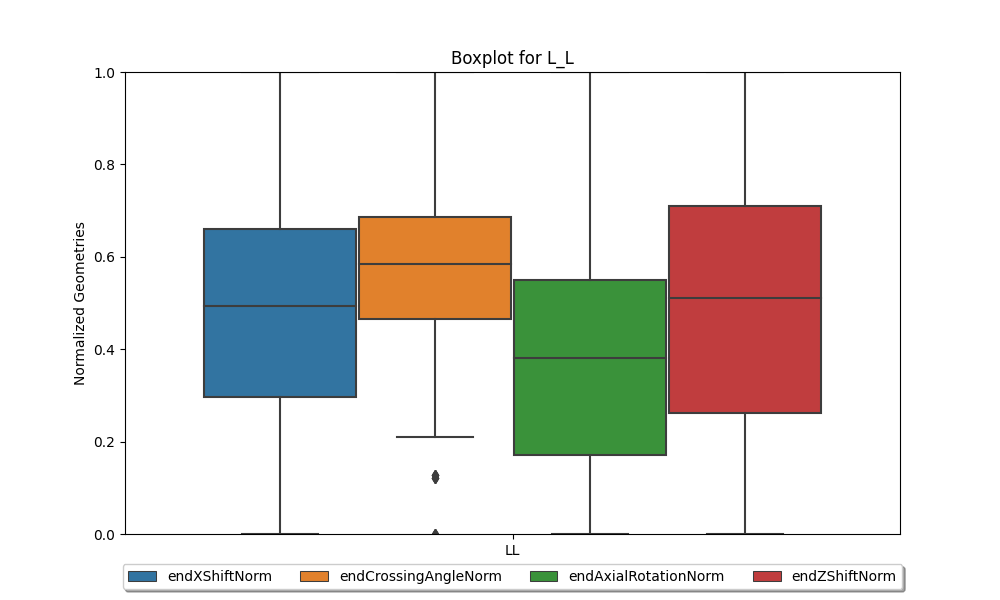 Boxplot for L_L
1.0
0.8
0.6
0.4
0.2
0.0
Normalized Geometries
LL
endXShiftNorm endCrossingAngleNorm endAxialRotationNorm endZShiftNorm